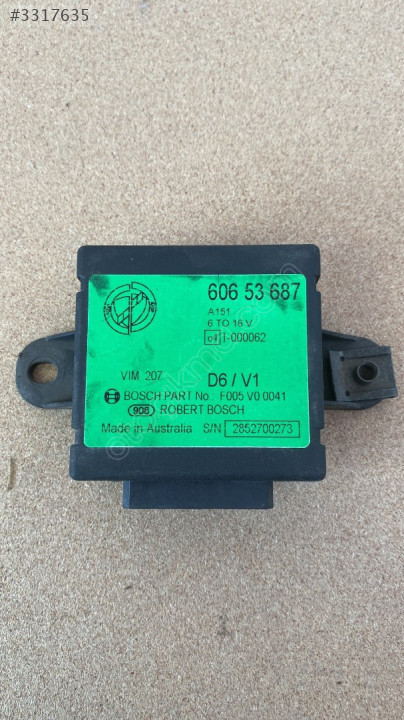 #3317635
606 53 687
A151
6 TO 16 V
I-000062
VIM 207
D6 / V1
BOSCH PART No. F005 V0 0041
908 ROBERT BOSCH
Made in Australia S/N 2852700273